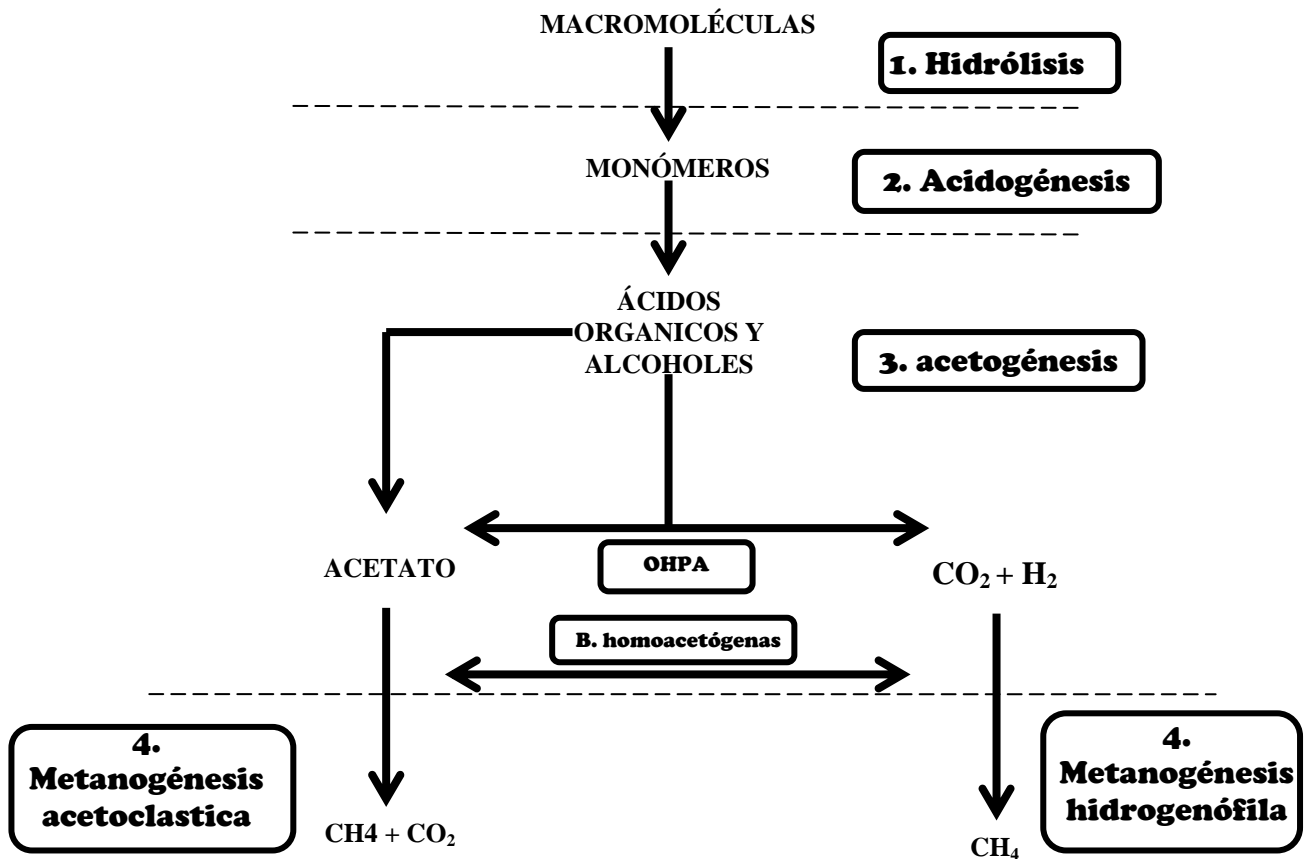 MACROMOLÉCULAS
1. Hidrólisis
MONÓMEROS
2. Acidogénesis
ÁCIDOS
ORGANICOS Y
ALCOHOLES
3. acetogénesis
ACETATO
OHPA
CO₂ + H₂
B. homoacetógenas
4.
Metanogénesis
acetoclastica
4.
Metanogénesis
hidrogenófila
CH4 + CO₂
CH₄